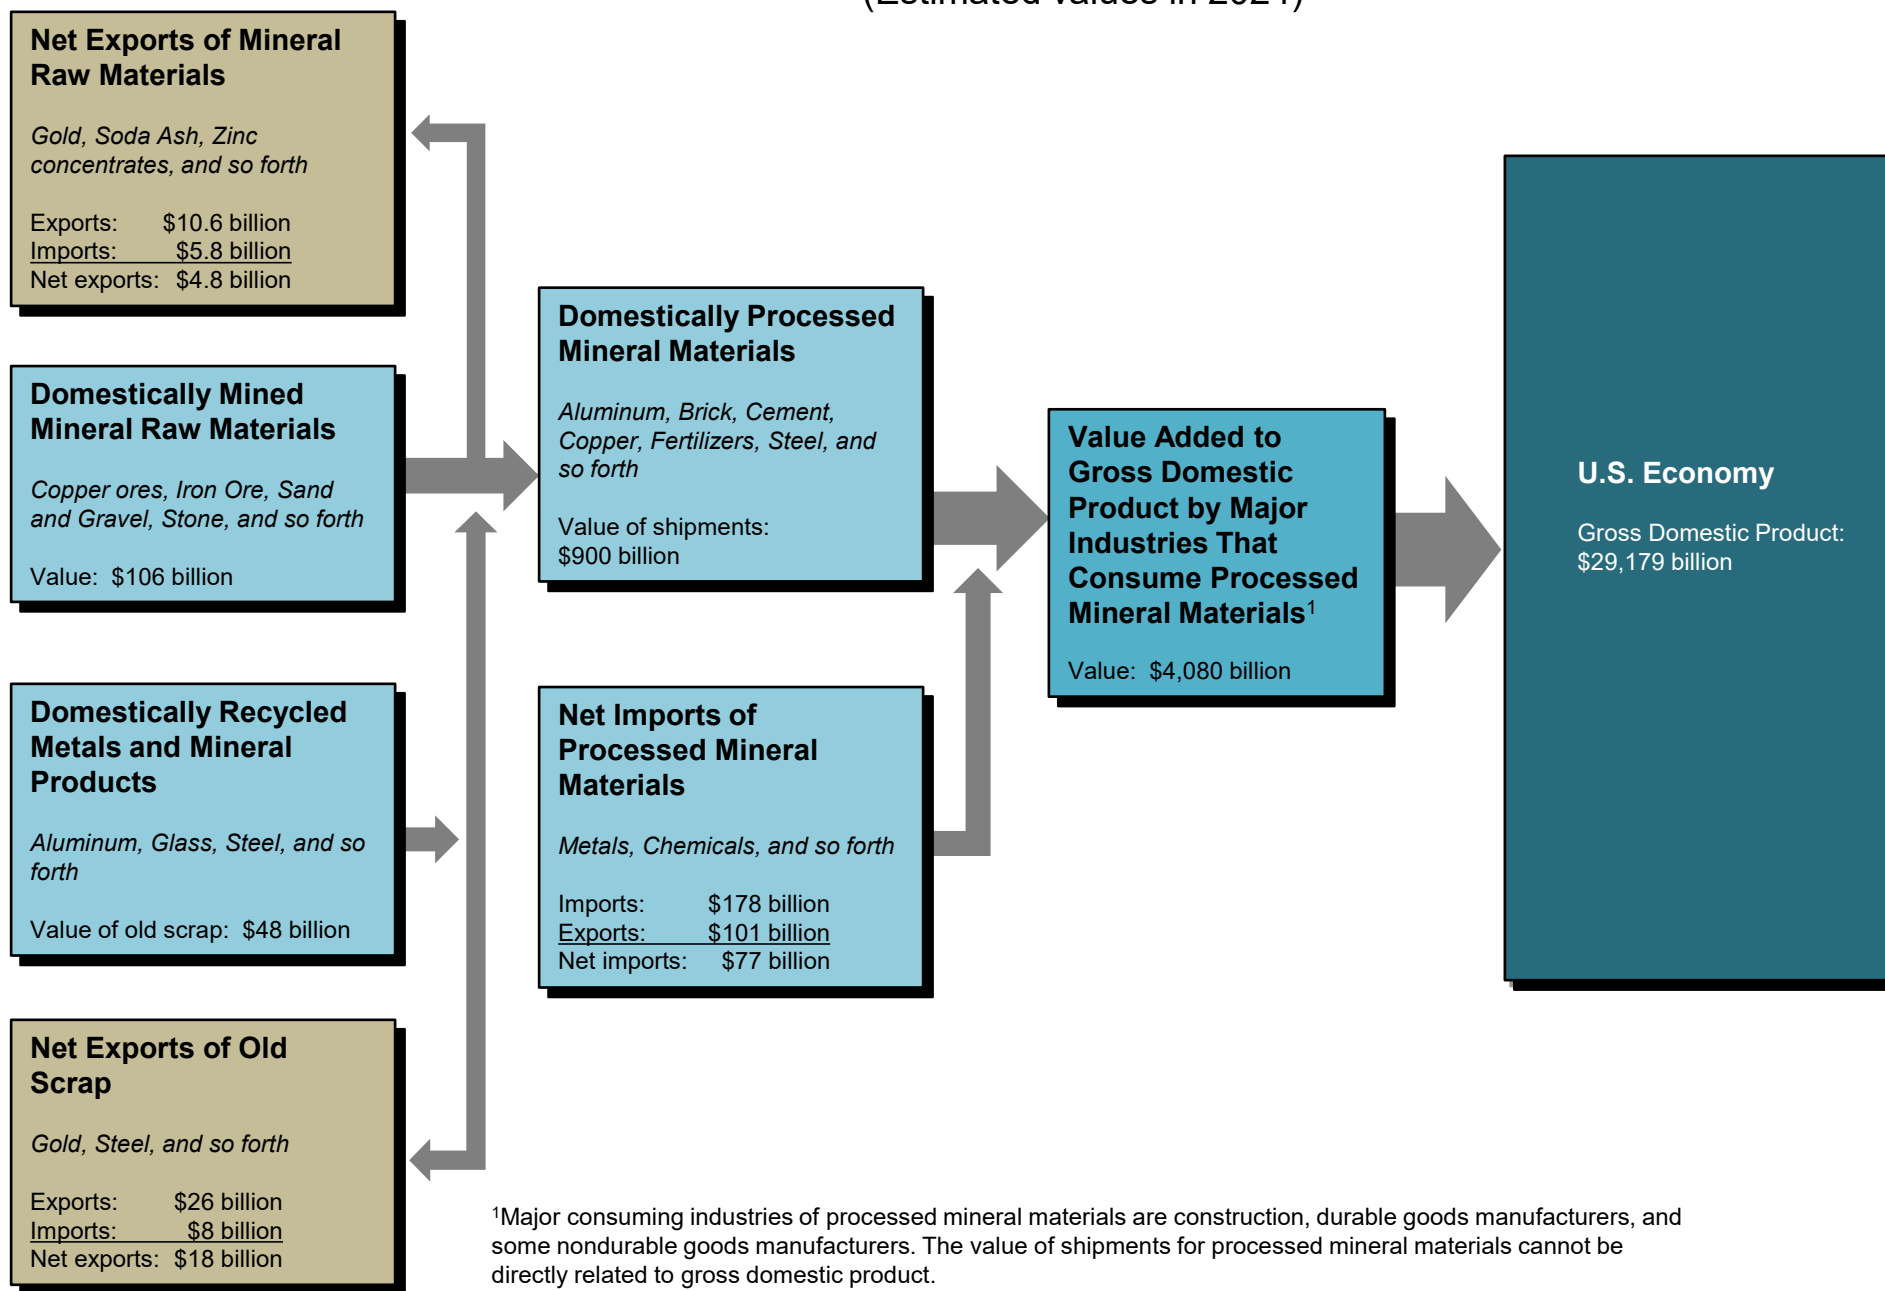 (Estimated values in 2024)
Net Exports of Mineral
Raw Materials
Gold, Soda Ash, Zinc
concentrates, and so forth
Exports: $10.6 billion
Imports: $5.8 billion
Net exports: $4.8 billion
Domestically Mined
Mineral Raw Materials
Copper ores, Iron Ore, Sand
and Gravel, Stone, and so forth
Value: $106 billion
Domestically Recycled
Metals and Mineral
Products
Aluminum, Glass, Steel, and so
forth
Value of old scrap: $48 billion
Net Exports of Old
Scrap
Gold, Steel, and so forth
Exports: $26 billion
Imports: $8 billion
Net exports: $18 billion
Domestically Processed
Mineral Materials
Aluminum, Brick, Cement,
Copper, Fertilizers, Steel, and
so forth
Value of shipments:
$900 billion
Net Imports of
Processed Mineral
Materials
Metals, Chemicals, and so forth
Imports: $178 billion
Exports: $101 billion
Net imports: $77 billion
Value Added to
Gross Domestic
Product by Major
Industries That
Consume Processed
Mineral Materials¹
Value: $4,080 billion
U.S. Economy
Gross Domestic Product:
$29,179 billion
¹Major consuming industries of processed mineral materials are construction, durable goods manufacturers, and
some nondurable goods manufacturers. The value of shipments for processed mineral materials cannot be
directly related to gross domestic product.